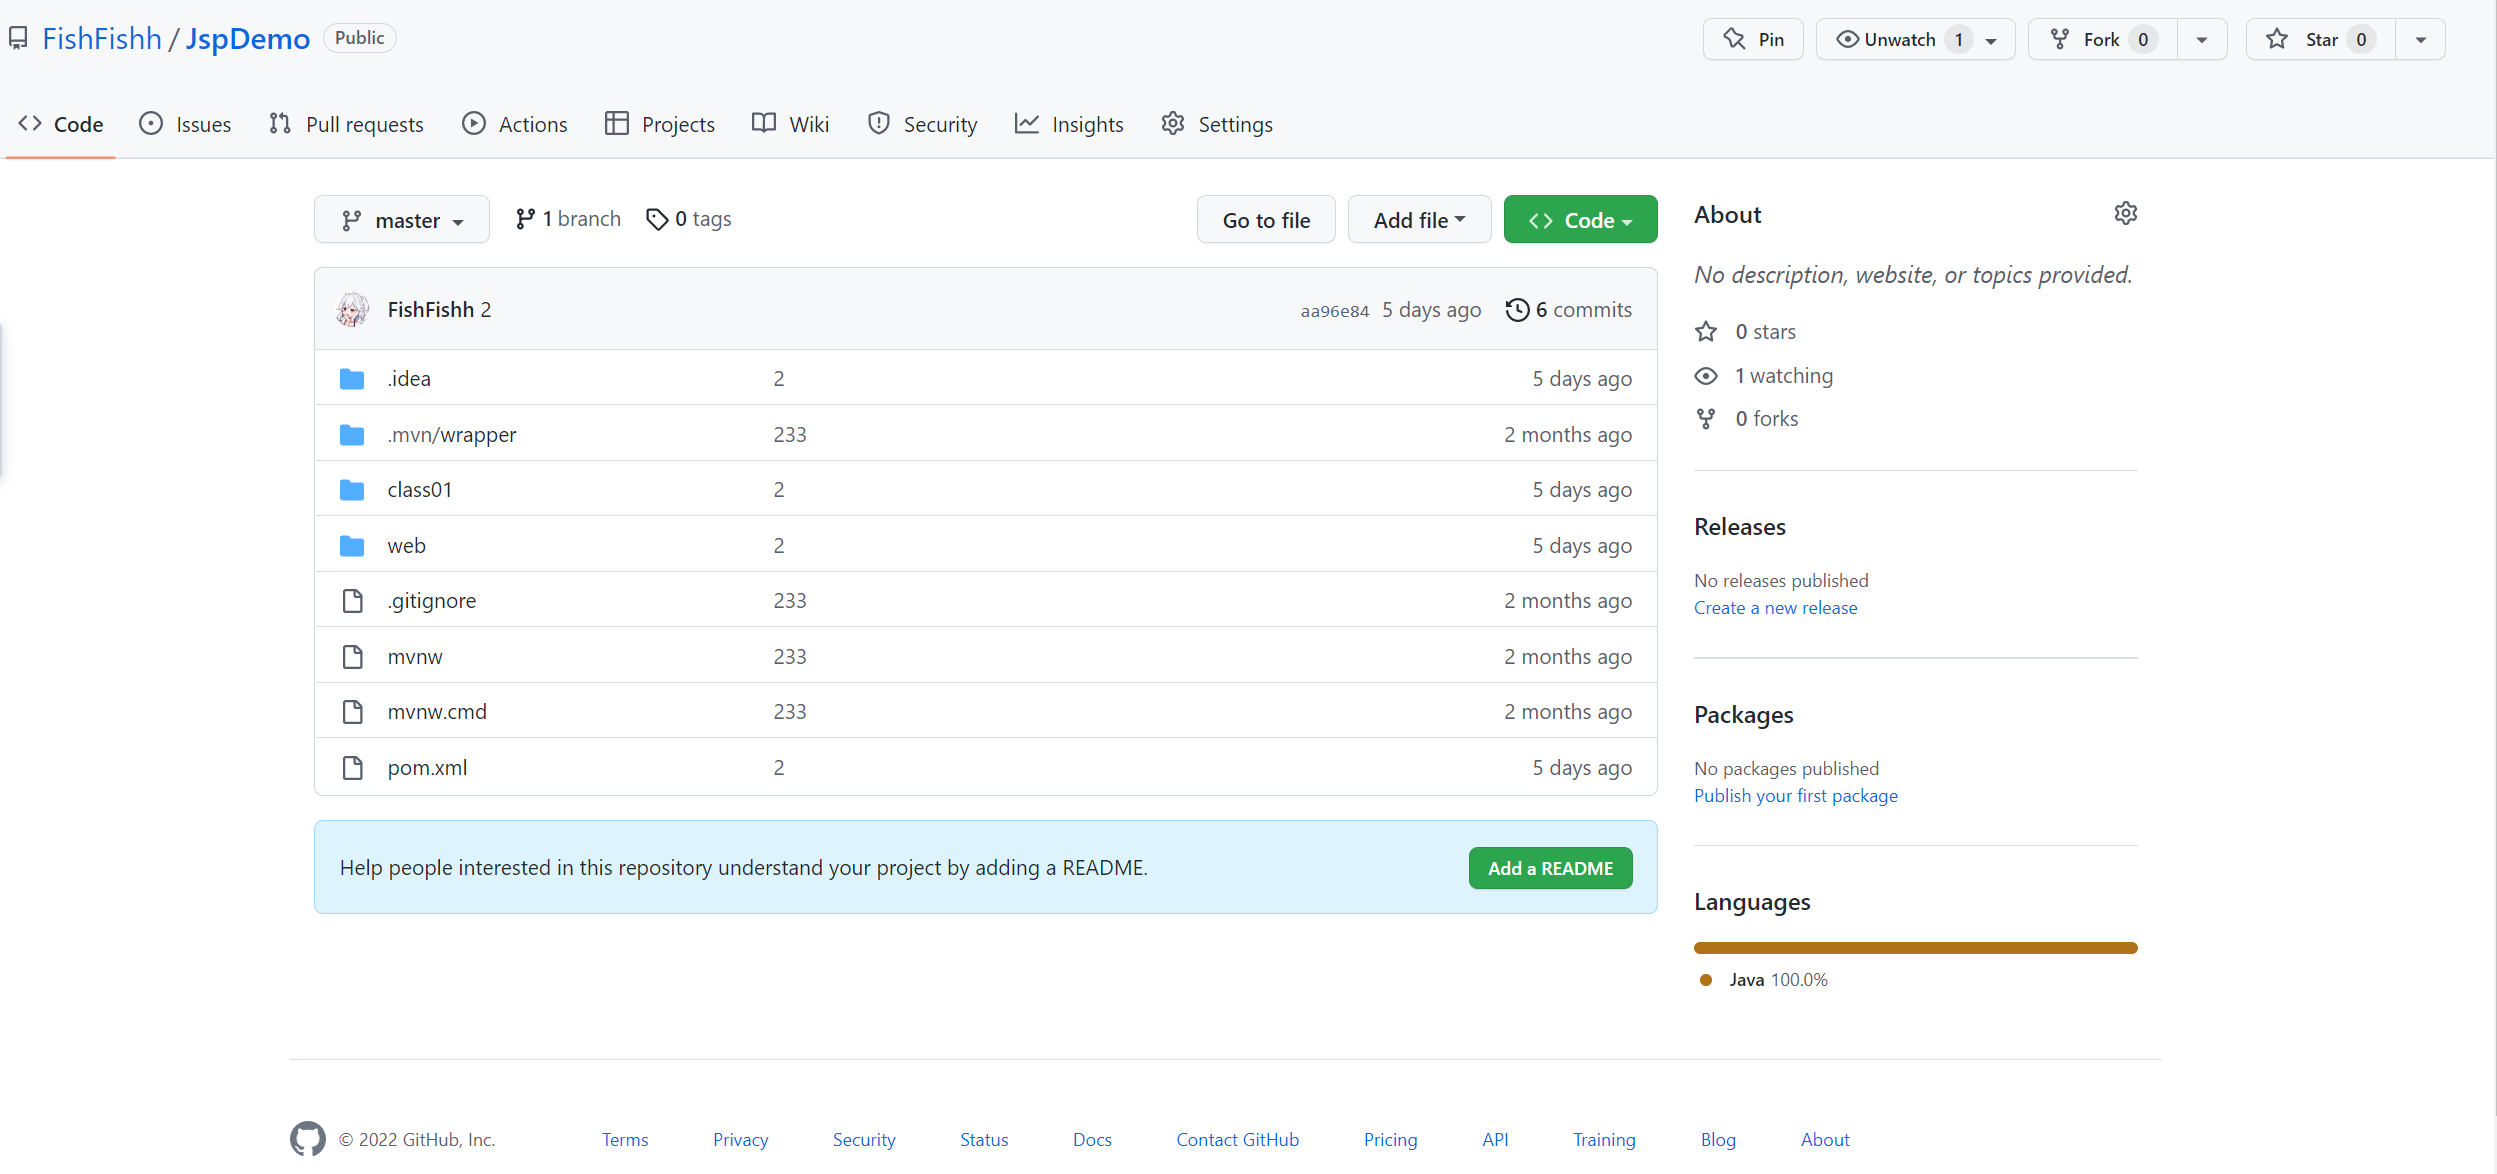 FishFishh / JspDemo Public
Pin Unwatch 1 Fork 0 Star 0
Code Issues Pull requests Actions Projects Wiki Security Insights Settings
master 1 branch 0 tags Go to file Add file Code
FishFishh 2 aa96e84 5 days ago 6 commits
.idea 2 5 days ago
.mvn/wrapper 233 2 months ago
class01 2 5 days ago
web 2 5 days ago
.gitignore 233 2 months ago
mvnw 233 2 months ago
mvnw.cmd 233 2 months ago
pom.xml 2 5 days ago
Help people interested in this repository understand your project by adding a README. Add a README
About
No description, website, or topics provided.
0 stars
1 watching
0 forks
Releases
No releases published
Create a new release
Packages
No packages published
Publish your first package
Languages
Java 100.0%
© 2022 GitHub, Inc. Terms Privacy Security Status Docs Contact GitHub Pricing API Training Blog About